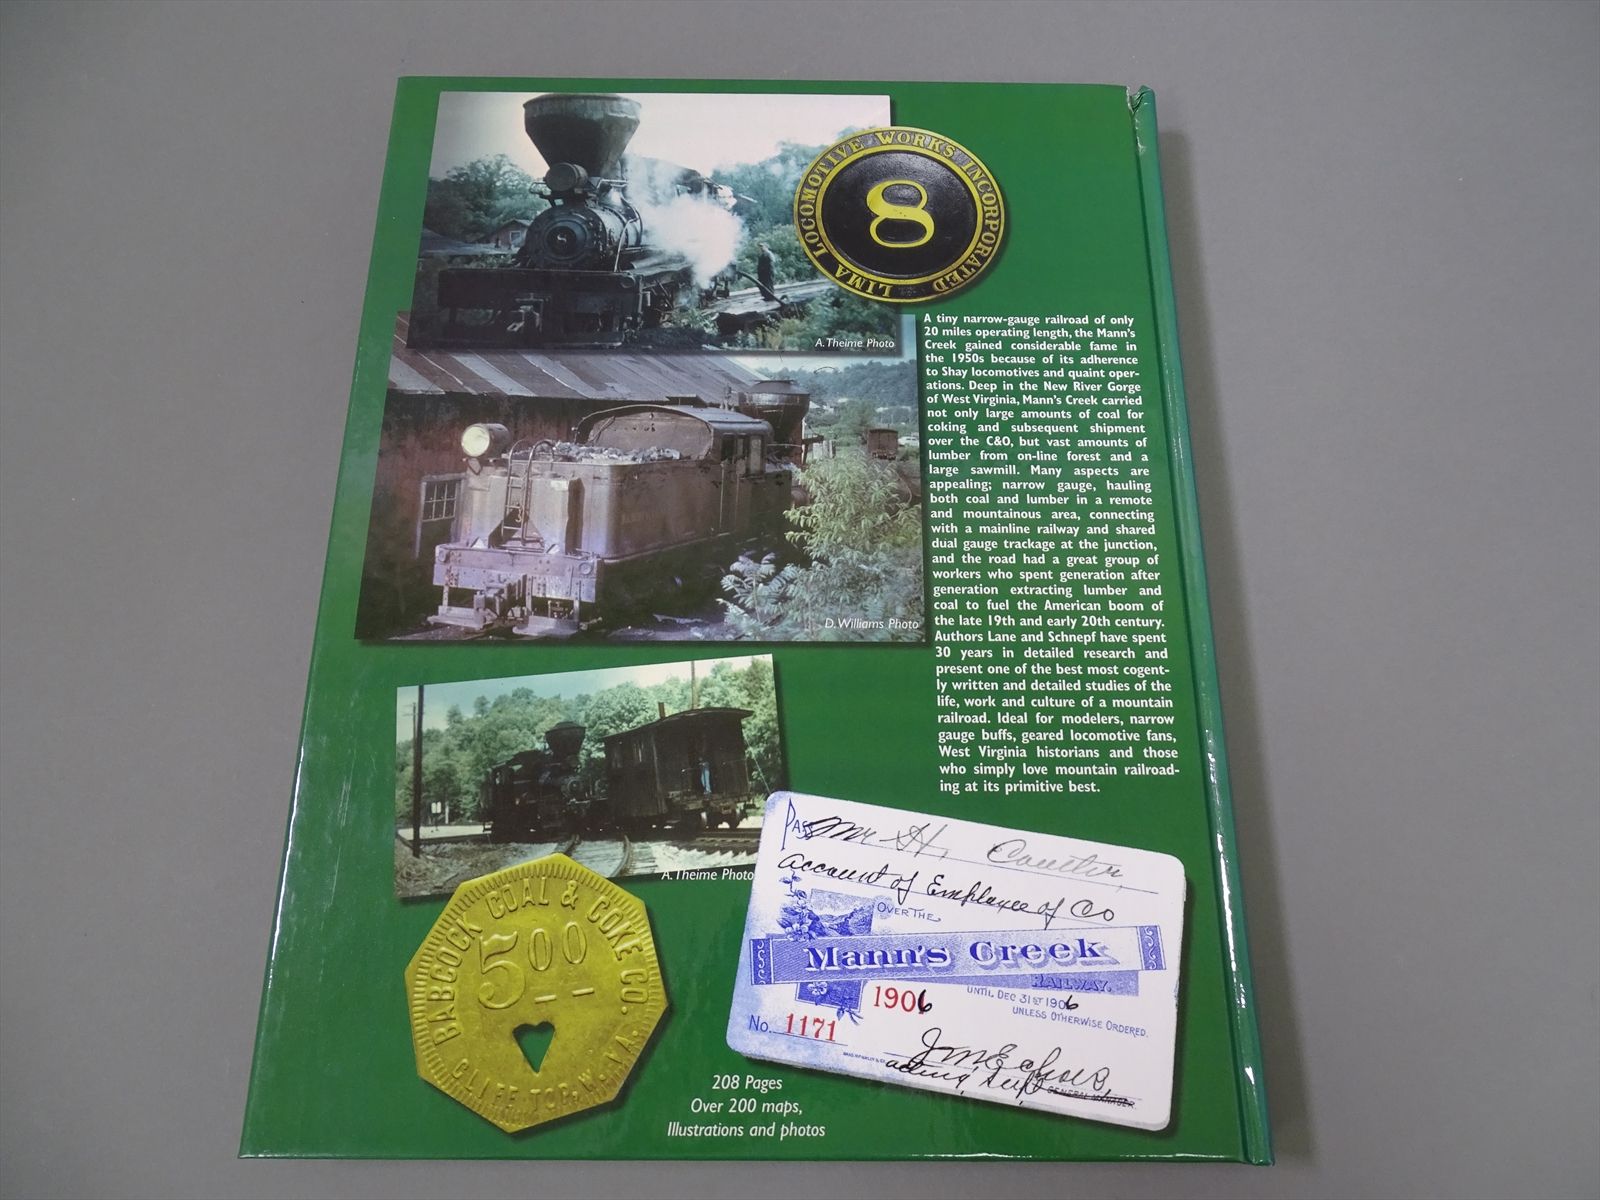 LIMA LOCOMOTIVE WORKS INCORPORATED
8
A. Theime Photo
A tiny narrow-gauge railroad of only
20 miles operating length, the Mann's
Creek gained considerable fame in
the 1950s because of its adherence
to Shay locomotives and quaint oper-
ations. Deep in the New River Gorge
of West Virginia, Mann's Creek carried
not only large amounts of coal for
coking and subsequent shipment
over the C&O, but vast amounts of
lumber from on-line forest and a
large sawmill. Many aspects are
appealing; narrow gauge, hauling
both coal and lumber in a remote
and mountainous area, connecting
with a mainline railway and shared
dual gauge trackage at the junction,
and the road had a great group of
workers who spent generation after
generation extracting lumber and
coal to fuel the American boom of
the late 19th and early 20th century.
Authors Lane and Schnepf have spent
30 years in detailed research and
present one of the best most cogent-
ly written and detailed studies of the
life, work and culture of a mountain
railroad. Ideal for modelers, narrow
gauge buffs, geared locomotive fans,
West Virginia historians and those
who simply love mountain railroad-
ing at its primitive best.
D. Williams Photo
A. Theime Photo
BABCOCK COAL & COKE CO.
500
CLIFF TOP, W. VA.
PASS Mr H. Coulter,
account of Employee of Co
OVER THE
Mann's Creek
RAILWAY.
1906
UNTIL DEC 31ST 1906
UNLESS OTHERWISE ORDERED.
No. 1171
acting Supt
GENERAL MANAGER
208 Pages
Over 200 maps,
Illustrations and photos